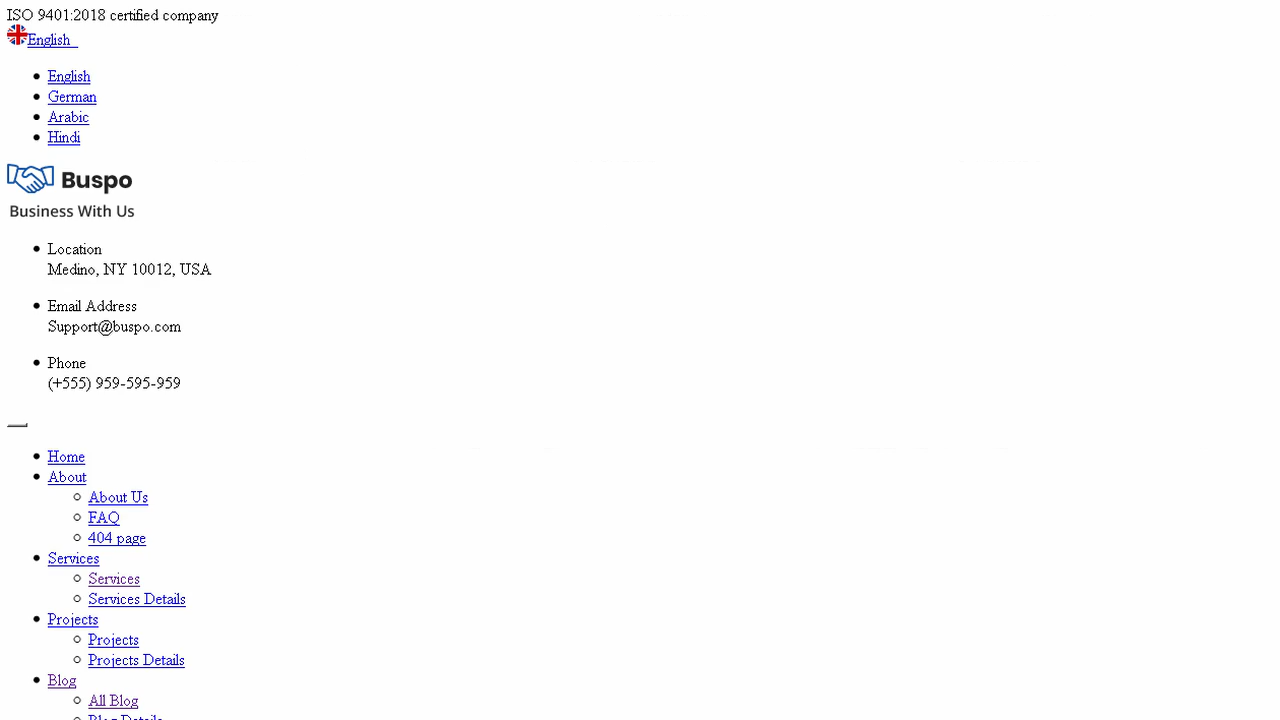 ISO 9401:2018 certified company
English
English
German
Arabic
Hindi
Buspo
Business With Us
Location
Medino, NY 10012, USA
Email Address
Support@buspo.com
Phone
(+555) 959-595-959
Home
About
About Us
FAQ
404 page
Services
Services
Services Details
Projects
Projects
Projects Details
Blog
All Blog
Blog Details